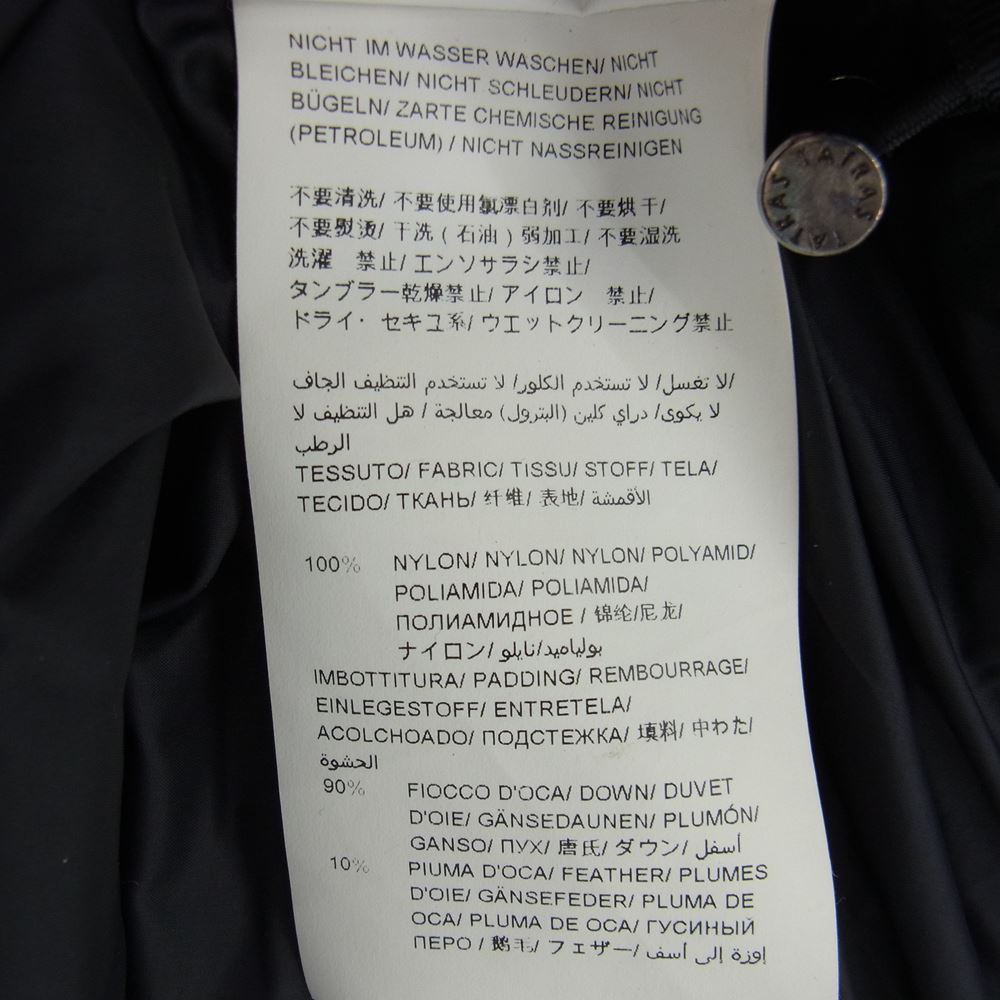 NICHT IM WASSER WASCHEN/ NICHT
BLEICHEN/ NICHT SCHLEUDERN/ NICHT
BÜGELN/ ZARTE CHEMISCHE REINIGUNG
(PETROLEUM) / NICHT NASSREINIGEN
不要清洗/ 不要使用氯漂白剂/ 不要烘干/
不要熨烫/ 干洗 ( 石油 ) 弱加工/ 不要湿洗
洗濯 禁止/ エンソサラシ禁止/
タンブラー乾燥禁止/ アイロン 禁止/
ドライ・ セキユ系/ ウエットクリーニング禁止
لا تغسل/ لا تستخدم الكلور/ لا تستخدم التنظيف الجاف/
لا يكوى/ دراي كلين (البترول) معالجة / هل التنظيف لا
الرطب
TESSUTO/ FABRIC/ TISSU/ STOFF/ TELA/
TECIDO/ ТКАНЬ/ 纤维/ 表地/ الأقمشة
100% NYLON/ NYLON/ NYLON/ POLYAMID/
POLIAMIDA/ POLIAMIDA/
ПОЛИАМИДНОЕ / 锦纶/尼龙/
ナイロン/ بولياميد/نايلو
IMBOTTITURA/ PADDING/ REMBOURRAGE/
EINLEGESTOFF/ ENTRETELA/
ACOLCHOADO/ ПОДСТЕЖКА/ 填料/ 中わた/
الحشوة
90% FIOCCO D'OCA/ DOWN/ DUVET
D'OIE/ GÄNSEDAUNEN/ PLUMÓN/
GANSO/ ПУХ/ 唐氏/ ダウン/ أسفل
10% PIUMA D'OCA/ FEATHER/ PLUMES
D'OIE/ GÄNSEFEDER/ PLUMA DE
OCA/ PLUMA DE OCA/ ГУСИНЫЙ
ПЕРО / 鹅毛/ フェザー/ إوزة إلى أسف